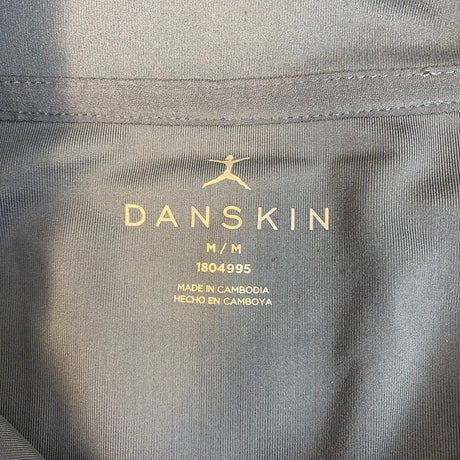 DANSKIN
M / M
1804995
MADE IN CAMBODIA
HECHO EN CAMBOYA